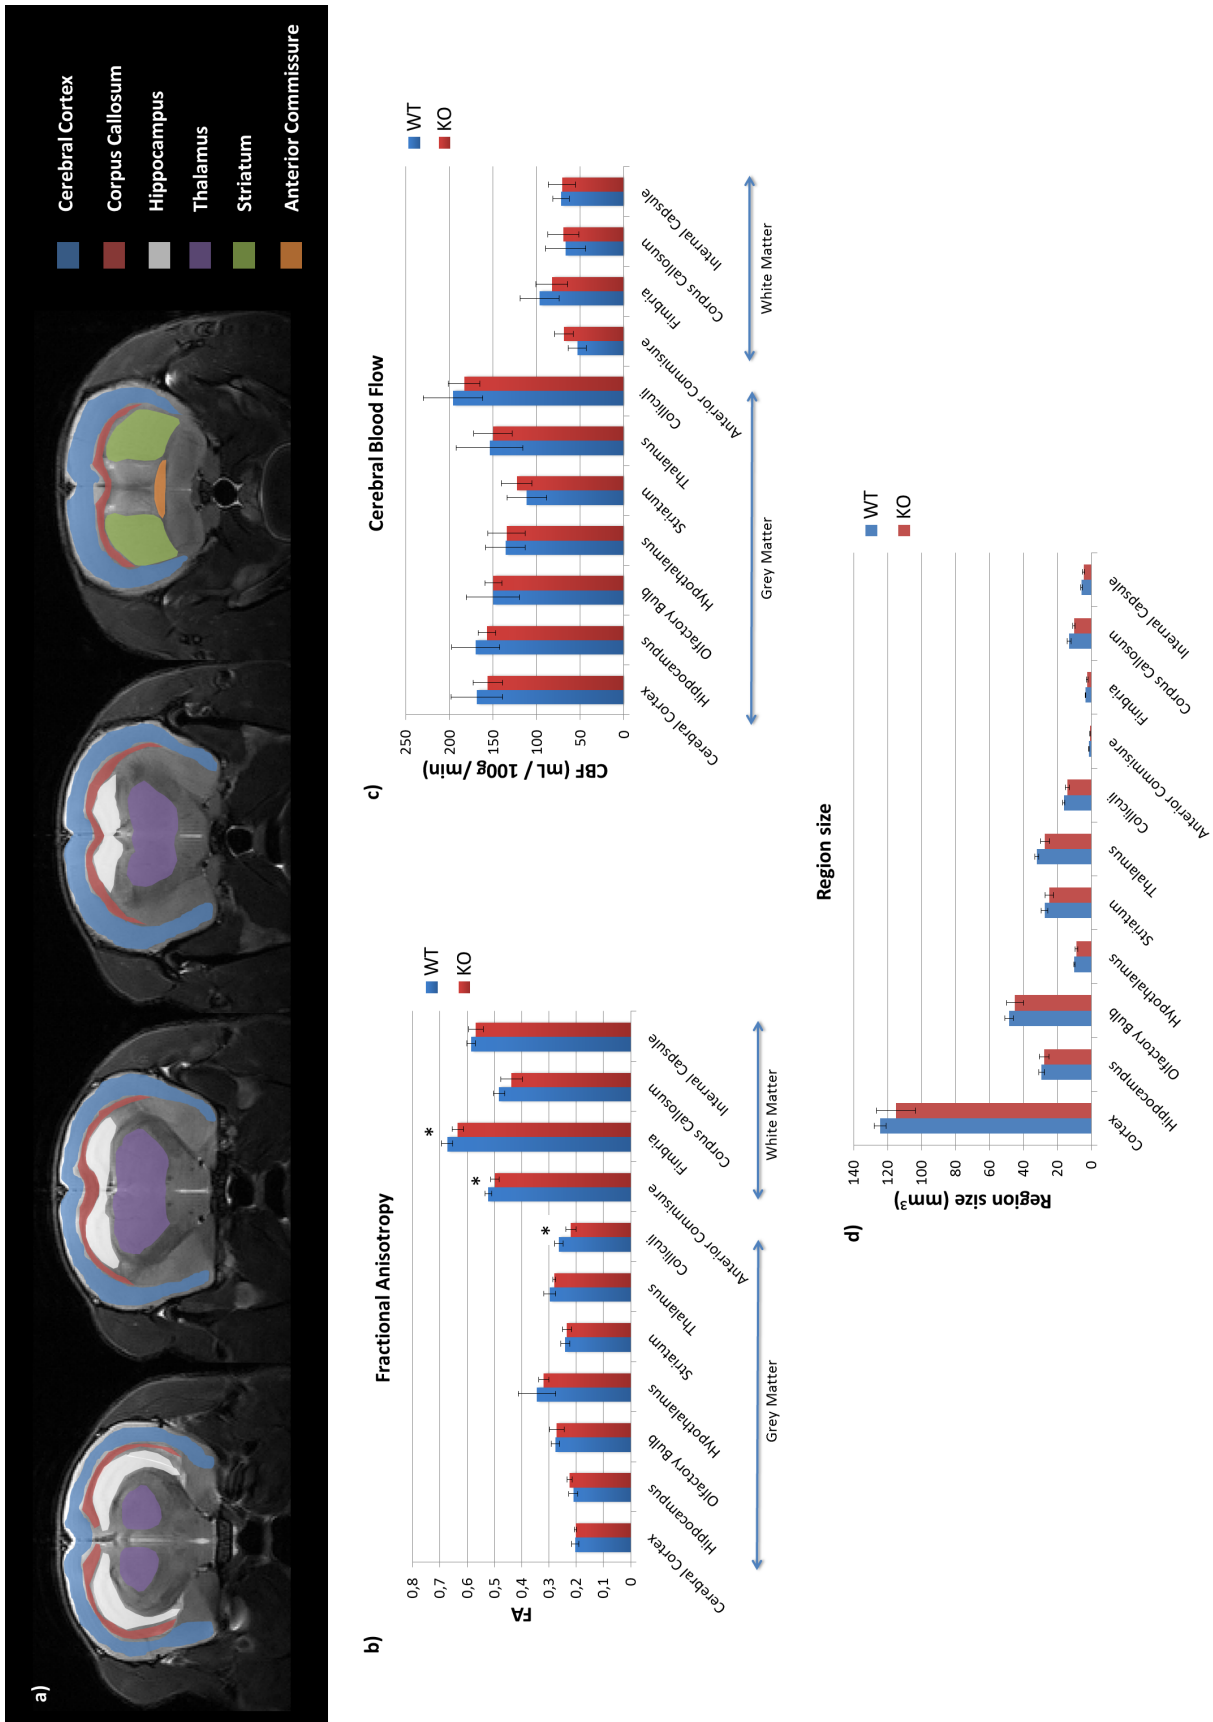 a)
Cerebral Cortex
Corpus Callosum
Hippocampus
Thalamus
Striatum
Anterior Commissure
b)
Fractional Anisotropy
WT
KO
FA
0,8
0,7
0,6
0,5
0,4
0,3
0,2
0,1
0
*
*
*
Cerebral Cortex
Hippocampus
Olfactory Bulb
Hypothalamus
Striatum
Thalamus
Colliculi
Anterior Commisure
Fimbria
Corpus Callosum
Internal Capsule
Grey Matter
White Matter
c)
Cerebral Blood Flow
WT
KO
CBF (mL / 100g / min)
250
200
150
100
50
0
Cerebral Cortex
Hippocampus
Olfactory Bulb
Hypothalamus
Striatum
Thalamus
Colliculi
Anterior Commisure
Fimbria
Corpus Callosum
Internal Capsule
Grey Matter
White Matter
d)
Region size
WT
KO
Region size (mm³)
140
120
100
80
60
40
20
0
Cortex
Hippocampus
Olfactory Bulb
Hypothalamus
Striatum
Thalamus
Colliculi
Anterior Commisure
Fimbria
Corpus Callosum
Internal Capsule